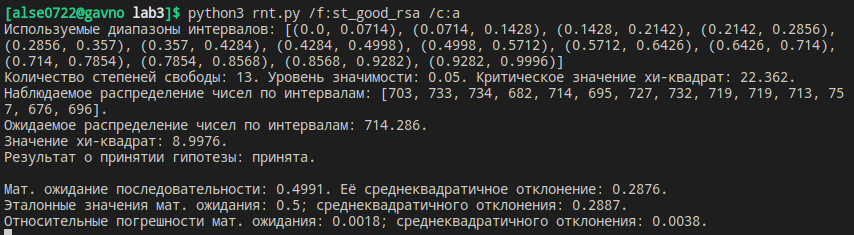 [alse0722@gavno lab3]$ python3 rnt.py /f:st_good_rsa /c:a
Используемые диапазоны интервалов: [(0.0, 0.0714), (0.0714, 0.1428), (0.1428, 0.2142), (0.2142, 0.2856),
(0.2856, 0.357), (0.357, 0.4284), (0.4284, 0.4998), (0.4998, 0.5712), (0.5712, 0.6426), (0.6426, 0.714),
(0.714, 0.7854), (0.7854, 0.8568), (0.8568, 0.9282), (0.9282, 0.9996)]
Количество степеней свободы: 13. Уровень значимости: 0.05. Критическое значение хи-квадрат: 22.362.
Наблюдаемое распределение чисел по интервалам: [703, 733, 734, 682, 714, 695, 727, 732, 719, 719, 713, 75
7, 676, 696].
Ожидаемое распределение чисел по интервалам: 714.286.
Значение хи-квадрат: 8.9976.
Результат о принятии гипотезы: принята.
Мат. ожидание последовательности: 0.4991. Её среднеквадратичное отклонение: 0.2876.
Эталонные значения мат. ожидания: 0.5; среднеквадратичного отклонения: 0.2887.
Относительные погрешности мат. ожидания: 0.0018; среднеквадратичного отклонения: 0.0038.